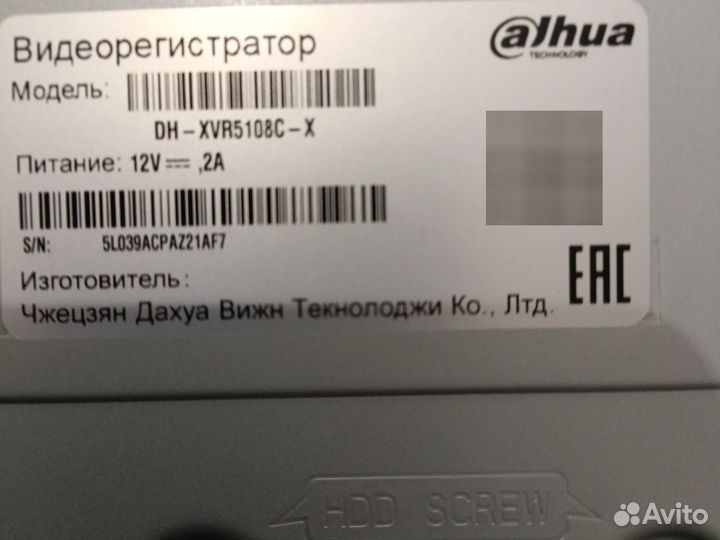 Видеорегистратор
alhua
TECHNOLOGY
Модель:
DH-XVR5108C-X
Питание: 12V ⎓ ,2A
S/N: 5L039ACPAZ21AF7
EAC
Изготовитель:
Чжецзян Дахуа Вижн Текнолоджи Ко., Лтд.
HDD SCREW
Avito